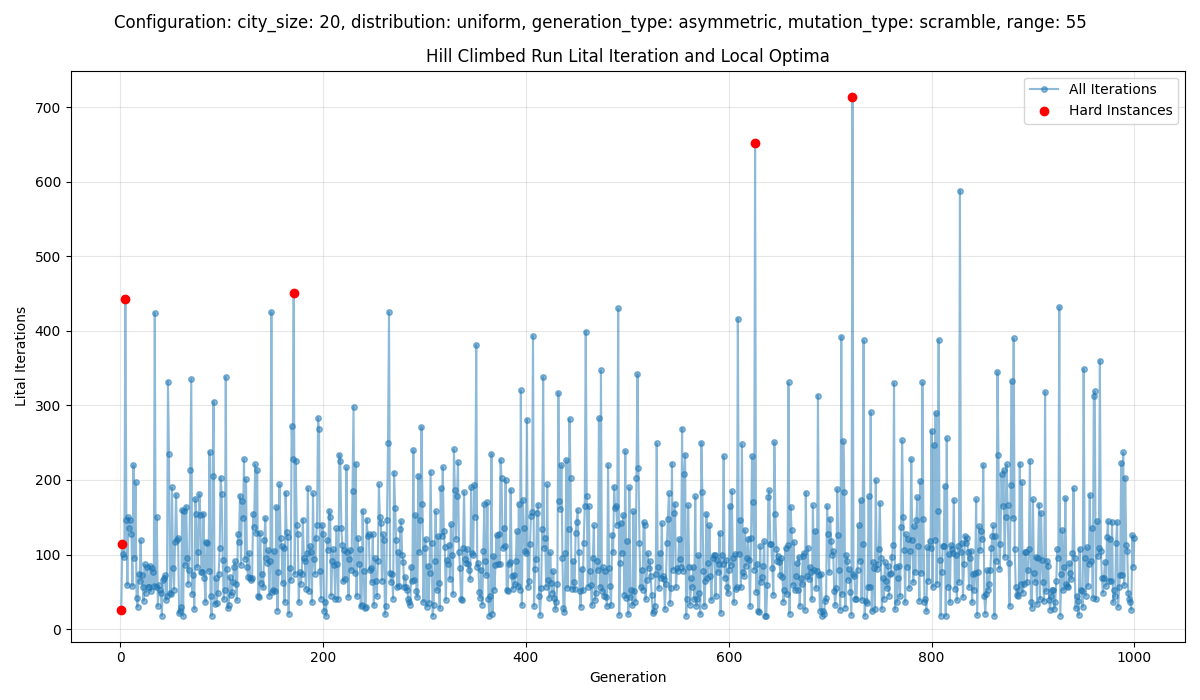 Configuration: city_size: 20, distribution: uniform, generation_type: asymmetric, mutation_type: scramble, range: 55
Hill Climbed Run Lital Iteration and Local Optima
All Iterations
Hard Instances
Lital Iterations
700
600
500
400
300
200
100
0
0 200 400 600 800 1000
Generation